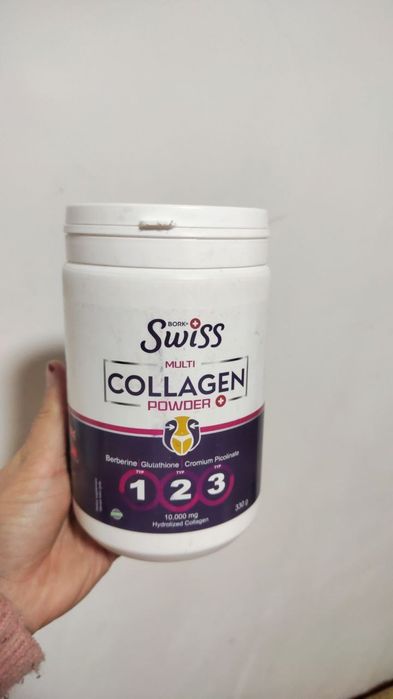 BORK+
Swiss
MULTI
COLLAGEN
POWDER
Berberine Glutathione Cromium Picolinate
TYP TYP TYP
1 2 3
10.000 mg
Hydrolized Collagen
330 g